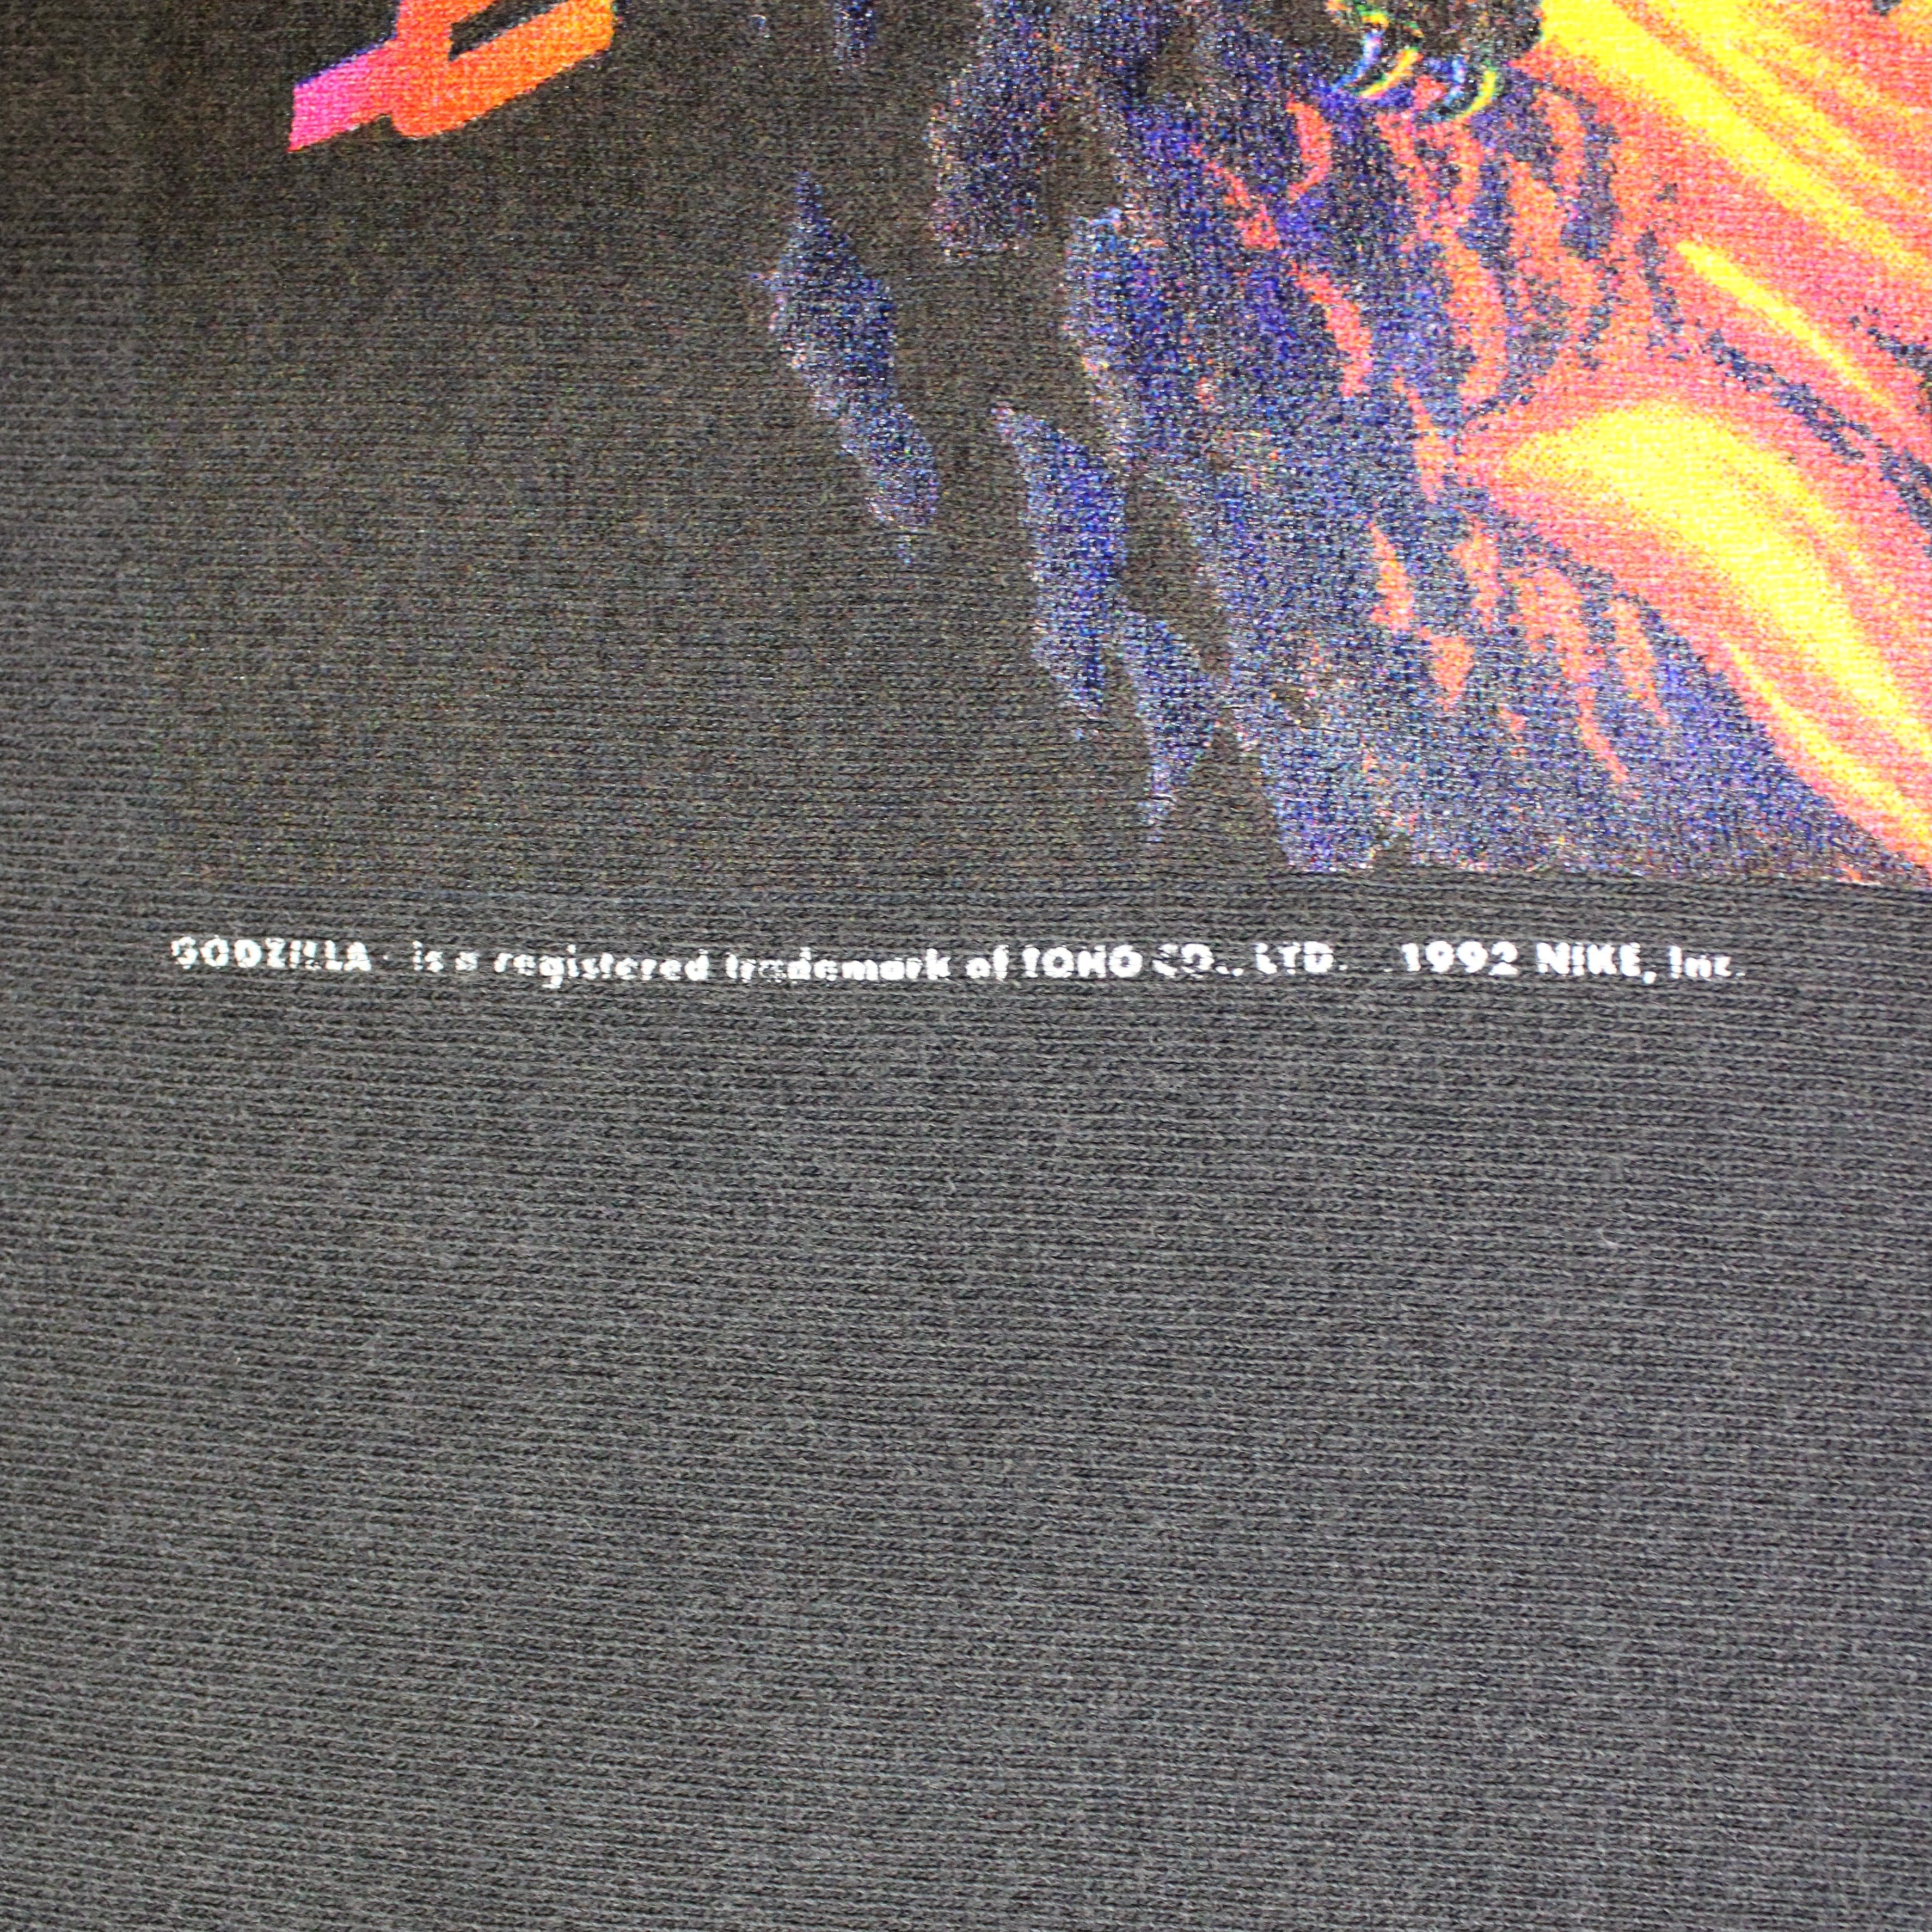 GODZILLA is a registered trademark of TOHO CO., LTD. 1992 NIKE, Inc.